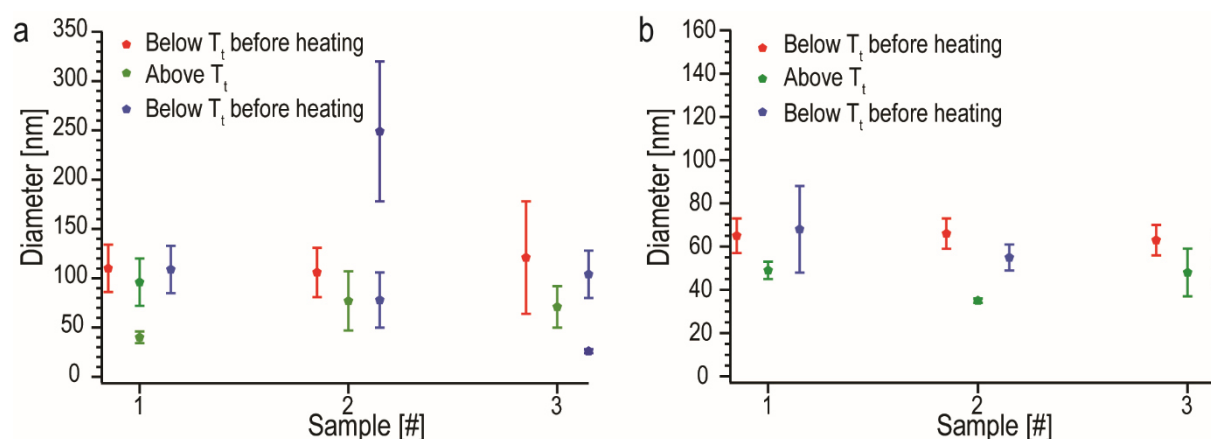 a
350
300
250
200
150
100
50
0
Diameter [nm]
Below Tt before heating
Above Tt
Below Tt before heating
1
2
3
Sample [#]
b
160
140
120
100
80
60
40
20
0
Diameter [nm]
Below Tt before heating
Above Tt
Below Tt before heating
1
2
3
Sample [#]